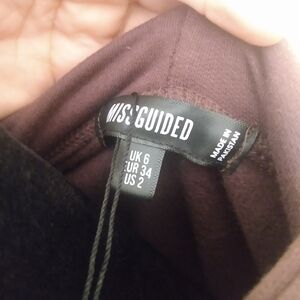 MISSGUIDED
MADE IN
PAKISTAN
UK 6
EUR 34
US 2